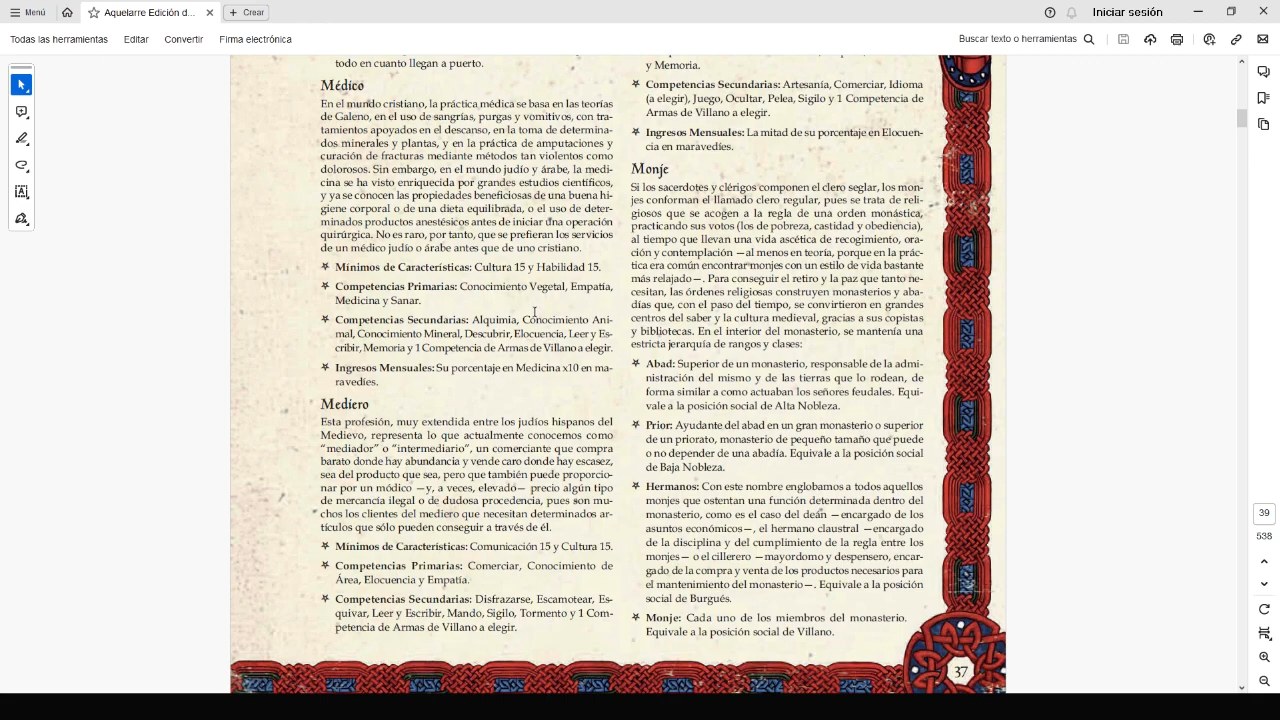 Menú
Aquelarre Edición d...
Crear
Iniciar sesión
Todas las herramientas
Editar
Convertir
Firma electrónica
Buscar texto o herramientas
todo en cuanto llegan a puerto.
Médico
En el mundo cristiano, la práctica médica se basa en las teorías
de Galeno, en el uso de sangrías, purgas y vomitivos, con tra-
tamientos apoyados en el descanso, en la toma de determina-
dos minerales y plantas, y en la práctica de amputaciones y
curación de fracturas mediante métodos tan violentos como
dolorosos. Sin embargo, en el mundo judío y árabe, la medi-
cina se ha visto enriquecida por grandes estudios científicos,
y ya se conocen las propiedades beneficiosas de una buena hi-
giene corporal o de una dieta equilibrada, o el uso de deter-
minados productos anestésicos antes de iniciar una operación
quirúrgica. No es raro, por tanto, que se prefieran los servicios
de un médico judío o árabe antes que de uno cristiano.
Mínimos de Características: Cultura 15 y Habilidad 15.
Competencias Primarias: Conocimiento Vegetal, Empatía,
Medicina y Sanar.
Competencias Secundarias: Alquimia, Conocimiento Ani-
mal, Conocimiento Mineral, Descubrir, Elocuencia, Leer y Es-
cribir, Memoria y 1 Competencia de Armas de Villano a elegir.
Ingresos Mensuales: Su porcentaje en Medicina x10 en ma-
ravedíes.
Mediero
Esta profesión, muy extendida entre los judíos hispanos del
Medievo, representa lo que actualmente conocemos como
“mediador” o “intermediario”, un comerciante que compra
barato donde hay abundancia y vende caro donde hay escasez,
sea del producto que sea, pero que también puede proporcio-
nar por un módico —y, a veces, elevado— precio algún tipo
de mercancía ilegal o de dudosa procedencia, pues son mu-
chos los clientes del mediero que necesitan determinados ar-
tículos que sólo pueden conseguir a través de él.
Mínimos de Características: Comunicación 15 y Cultura 15.
Competencias Primarias: Comerciar, Conocimiento de
Área, Elocuencia y Empatía.
Competencias Secundarias: Disfrazarse, Escamotear, Es-
quivar, Leer y Escribir, Mando, Sigilo, Tormento y 1 Com-
petencia de Armas de Villano a elegir.
y Memoria.
Competencias Secundarias: Artesanía, Comerciar, Idioma
(a elegir), Juego, Ocultar, Pelea, Sigilo y 1 Competencia de
Armas de Villano a elegir.
Ingresos Mensuales: La mitad de su porcentaje en Elocuen-
cia en maravedíes.
Monje
Si los sacerdotes y clérigos componen el clero seglar, los mon-
jes conforman el llamado clero regular, pues se trata de reli-
giosos que se acogen a la regla de una orden monástica,
practicando sus votos (los de pobreza, castidad y obediencia),
al tiempo que llevan una vida ascética de recogimiento, ora-
ción y contemplación —al menos en teoría, porque en la prác-
tica era común encontrar monjes con un estilo de vida bastante
más relajado—. Para conseguir el retiro y la paz que tanto ne-
cesitan, las órdenes religiosas construyen monasterios y aba-
días que, con el paso del tiempo, se convirtieron en grandes
centros del saber y la cultura medieval, gracias a sus copistas
y bibliotecas. En el interior del monasterio, se mantenía una
estricta jerarquía de rangos y clases:
Abad: Superior de un monasterio, responsable de la admi-
nistración del mismo y de las tierras que lo rodean, de
forma similar a como actuaban los señores feudales. Equi-
vale a la posición social de Alta Nobleza.
Prior: Ayudante del abad en un gran monasterio o superior
de un priorato, monasterio de pequeño tamaño que puede
o no depender de una abadía. Equivale a la posición social
de Baja Nobleza.
Hermanos: Con este nombre englobamos a todos aquellos
monjes que ostentan una función determinada dentro del
monasterio, como es el caso del deán —encargado de los
asuntos económicos—, el hermano claustral —encargado
de la disciplina y del cumplimiento de la regla entre los
monjes— o el cillerero —mayordomo y despensero, encar-
gado de la compra y venta de los productos necesarios para
el mantenimiento del monasterio—. Equivale a la posición
social de Burgués.
Monje: Cada uno de los miembros del monasterio.
Equivale a la posición social de Villano.
37
39
538